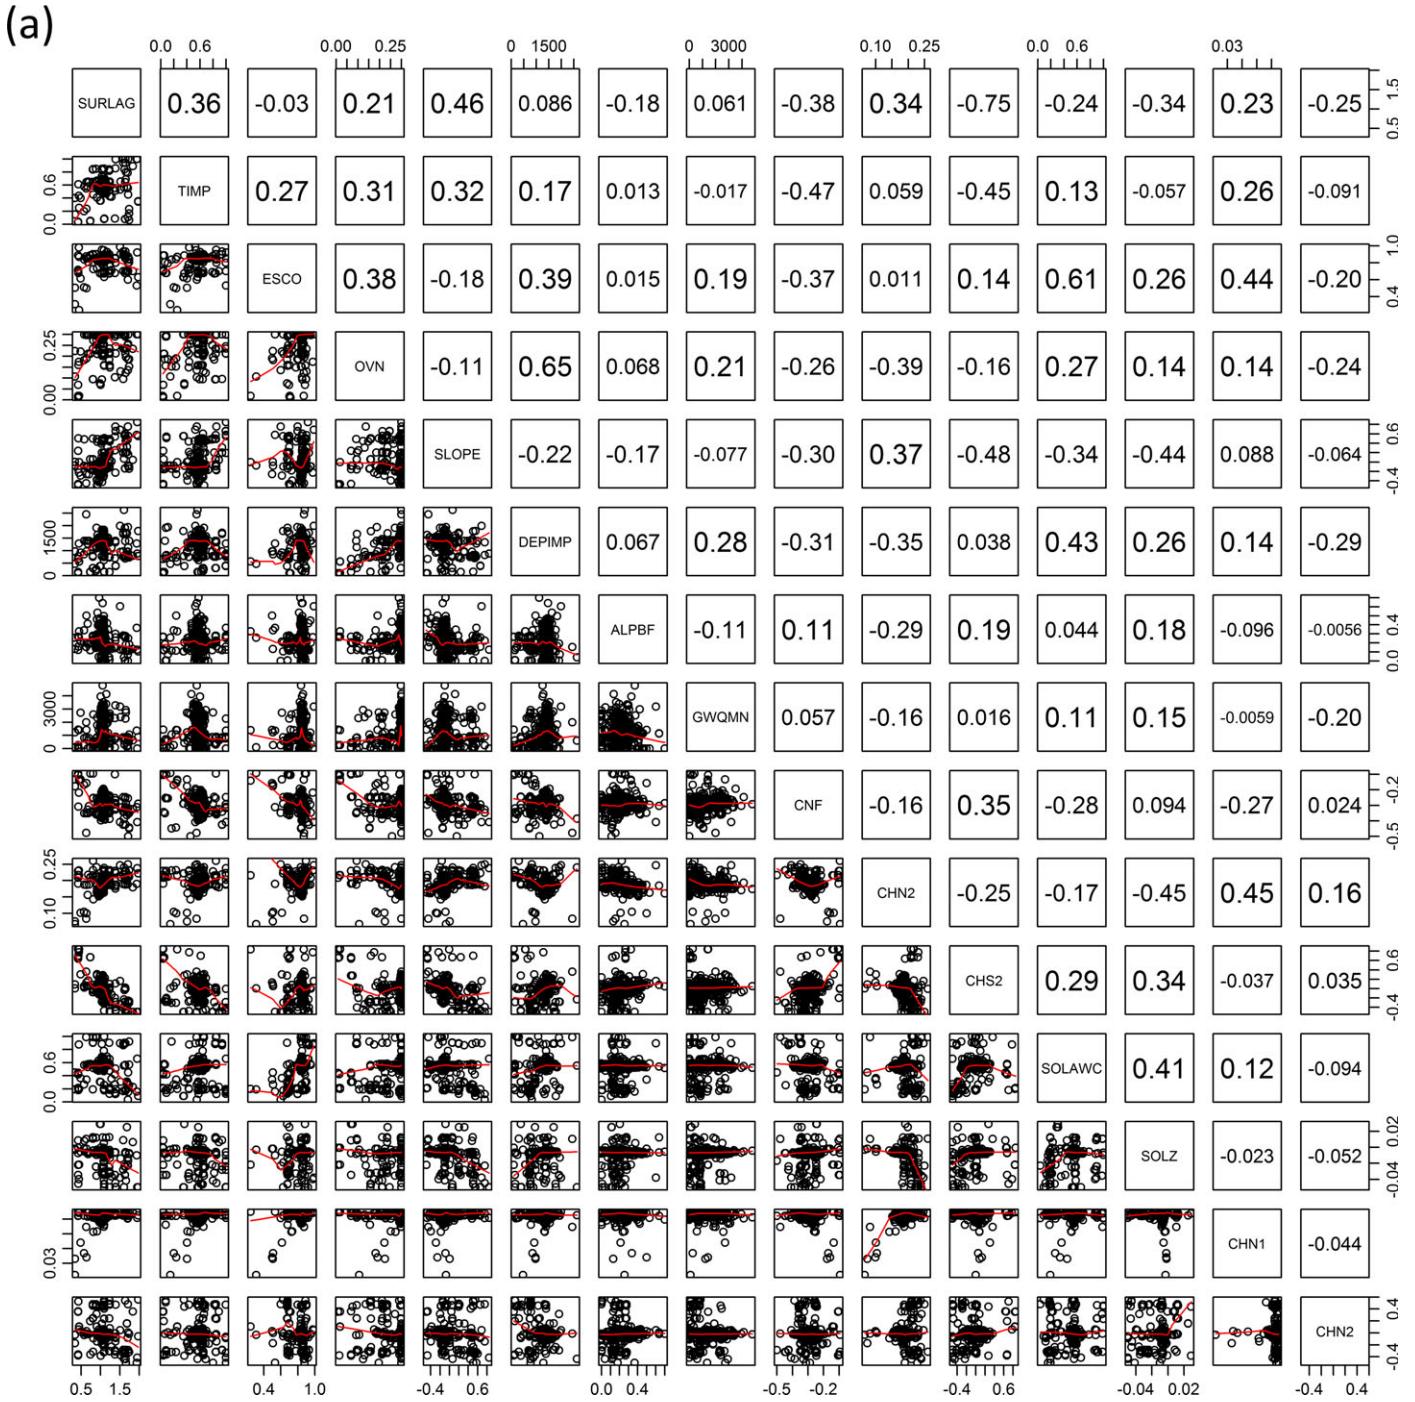 (a)
0.0 0.6 0.00 0.25 0 1500 0 3000 0.10 0.25 0.0 0.6 0.03
SURLAG 0.36 -0.03 0.21 0.46 0.086 -0.18 0.061 -0.38 0.34 -0.75 -0.24 -0.34 0.23 -0.25 0.5 1.5
0.0 0.6 TIMP 0.27 0.31 0.32 0.17 0.013 -0.017 -0.47 0.059 -0.45 0.13 -0.057 0.26 -0.091
ESCO 0.38 -0.18 0.39 0.015 0.19 -0.37 0.011 0.14 0.61 0.26 0.44 -0.20 0.4 1.0
0.00 0.25 OVN -0.11 0.65 0.068 0.21 -0.26 -0.39 -0.16 0.27 0.14 0.14 -0.24
SLOPE -0.22 -0.17 -0.077 -0.30 0.37 -0.48 -0.34 -0.44 0.088 -0.064 -0.4 0.6
0 1500 DEPIMP 0.067 0.28 -0.31 -0.35 0.038 0.43 0.26 0.14 -0.29
ALPBF -0.11 0.11 -0.29 0.19 0.044 0.18 -0.096 -0.0056 0.0 0.4
0 3000 GWQMN 0.057 -0.16 0.016 0.11 0.15 -0.0059 -0.20
CNF -0.16 0.35 -0.28 0.094 -0.27 0.024 -0.5 -0.2
0.10 0.25 CHN2 -0.25 -0.17 -0.45 0.45 0.16
CHS2 0.29 0.34 -0.037 0.035 -0.4 0.6
0.0 0.6 SOLAWC 0.41 0.12 -0.094
SOLZ -0.023 -0.052 -0.04 0.02
0.03 CHN1 -0.044
CHN2 -0.4 0.4
0.5 1.5 0.4 1.0 -0.4 0.6 0.0 0.4 -0.5 -0.2 -0.4 0.6 -0.04 0.02 -0.4 0.4